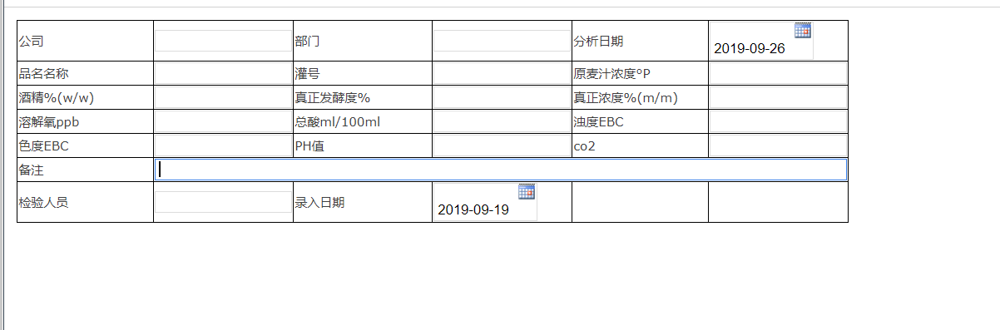 公司 部门 分析日期 2019-09-26
品名名称 灌号 原麦汁浓度ºP
酒精%(w/w) 真正发酵度% 真正浓度%(m/m)
溶解氧ppb 总酸ml/100ml 浊度EBC
色度EBC PH值 co2
备注
检验人员 录入日期 2019-09-19